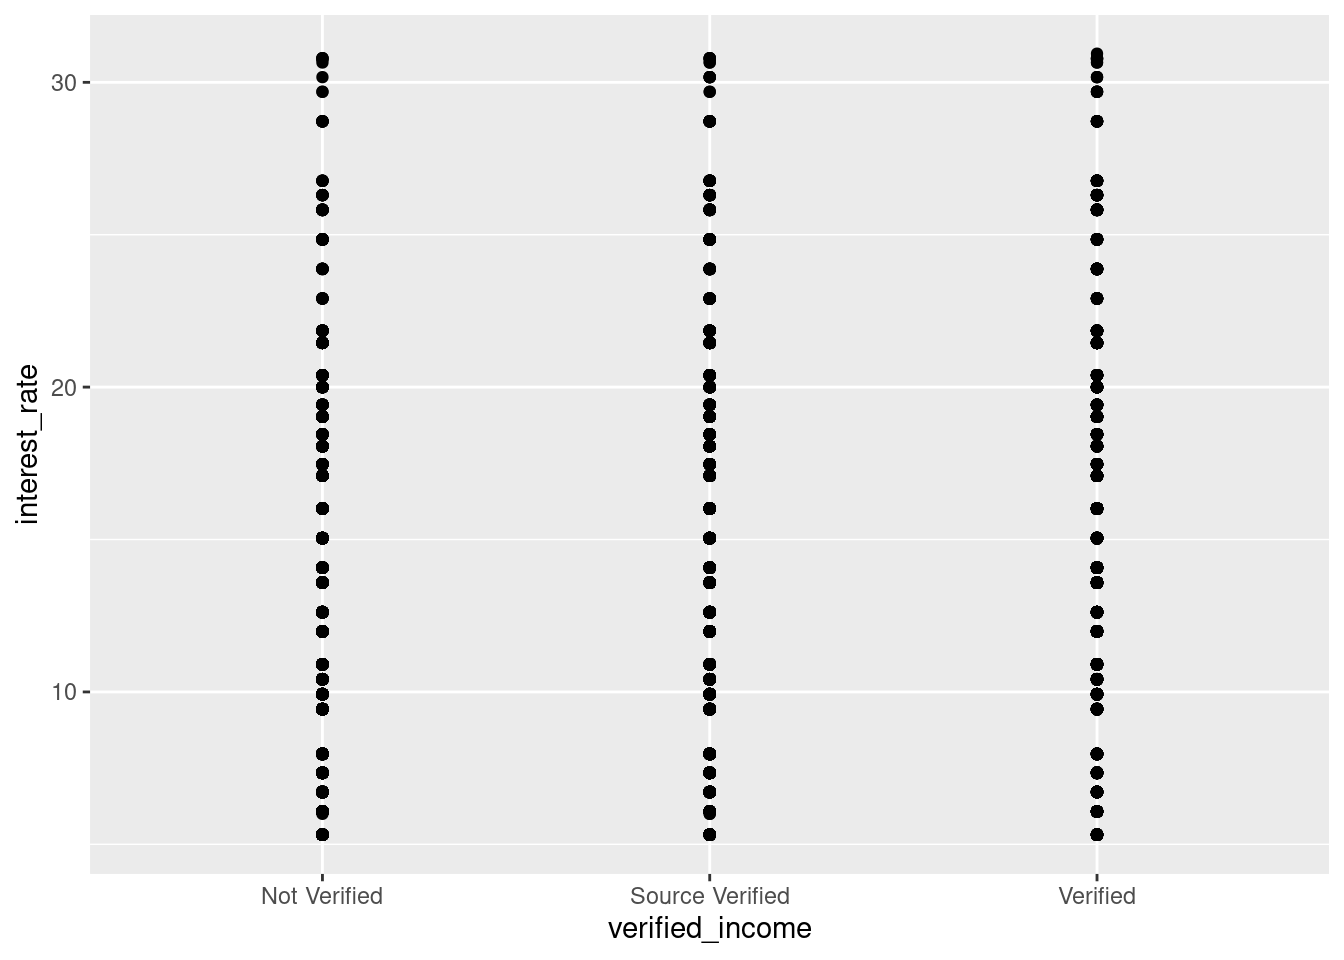 30
20
10
interest_rate
Not Verified
Source Verified
Verified
verified_income